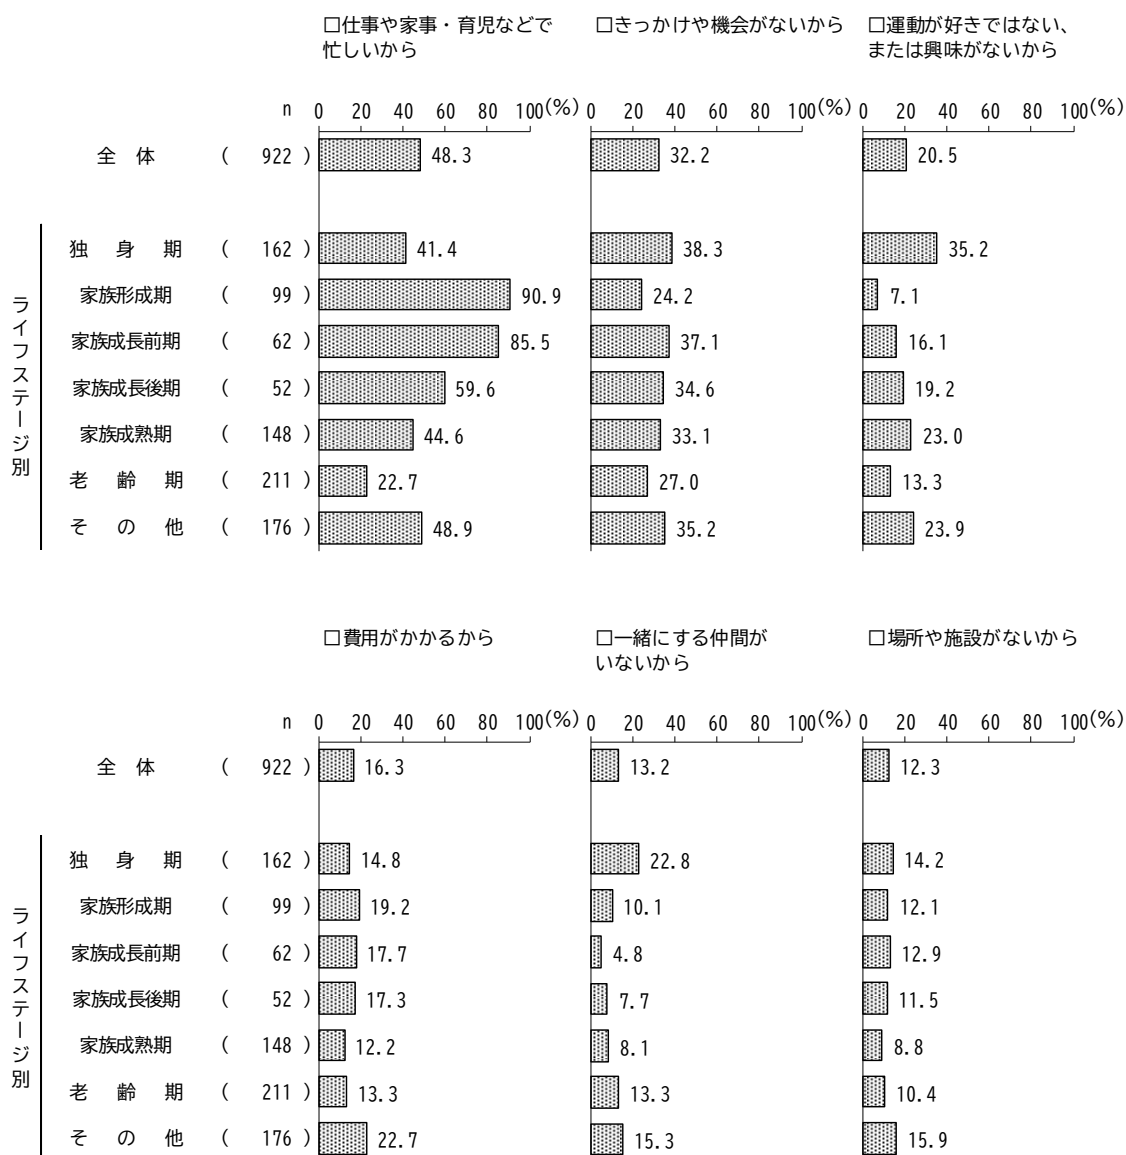 □仕事や家事・育児などで
忙しいから
□きっかけや機会がないから
□運動が好きではない、
または興味がないから
n 0 20 40 60 80 100(%) 0 20 40 60 80 100(%) 0 20 40 60 80 100(%)
全体 ( 922 ) 48.3 32.2 20.5
ライフステージ別
独身期 ( 162 ) 41.4 38.3 35.2
家族形成期 ( 99 ) 90.9 24.2 7.1
家族成長前期 ( 62 ) 85.5 37.1 16.1
家族成長後期 ( 52 ) 59.6 34.6 19.2
家族成熟期 ( 148 ) 44.6 33.1 23.0
老齢期 ( 211 ) 22.7 27.0 13.3
その他 ( 176 ) 48.9 35.2 23.9
□費用がかかるから
□一緒にする仲間が
いないから
□場所や施設がないから
n 0 20 40 60 80 100(%) 0 20 40 60 80 100(%) 0 20 40 60 80 100(%)
全体 ( 922 ) 16.3 13.2 12.3
ライフステージ別
独身期 ( 162 ) 14.8 22.8 14.2
家族形成期 ( 99 ) 19.2 10.1 12.1
家族成長前期 ( 62 ) 17.7 4.8 12.9
家族成長後期 ( 52 ) 17.3 7.7 11.5
家族成熟期 ( 148 ) 12.2 8.1 8.8
老齢期 ( 211 ) 13.3 13.3 10.4
その他 ( 176 ) 22.7 15.3 15.9